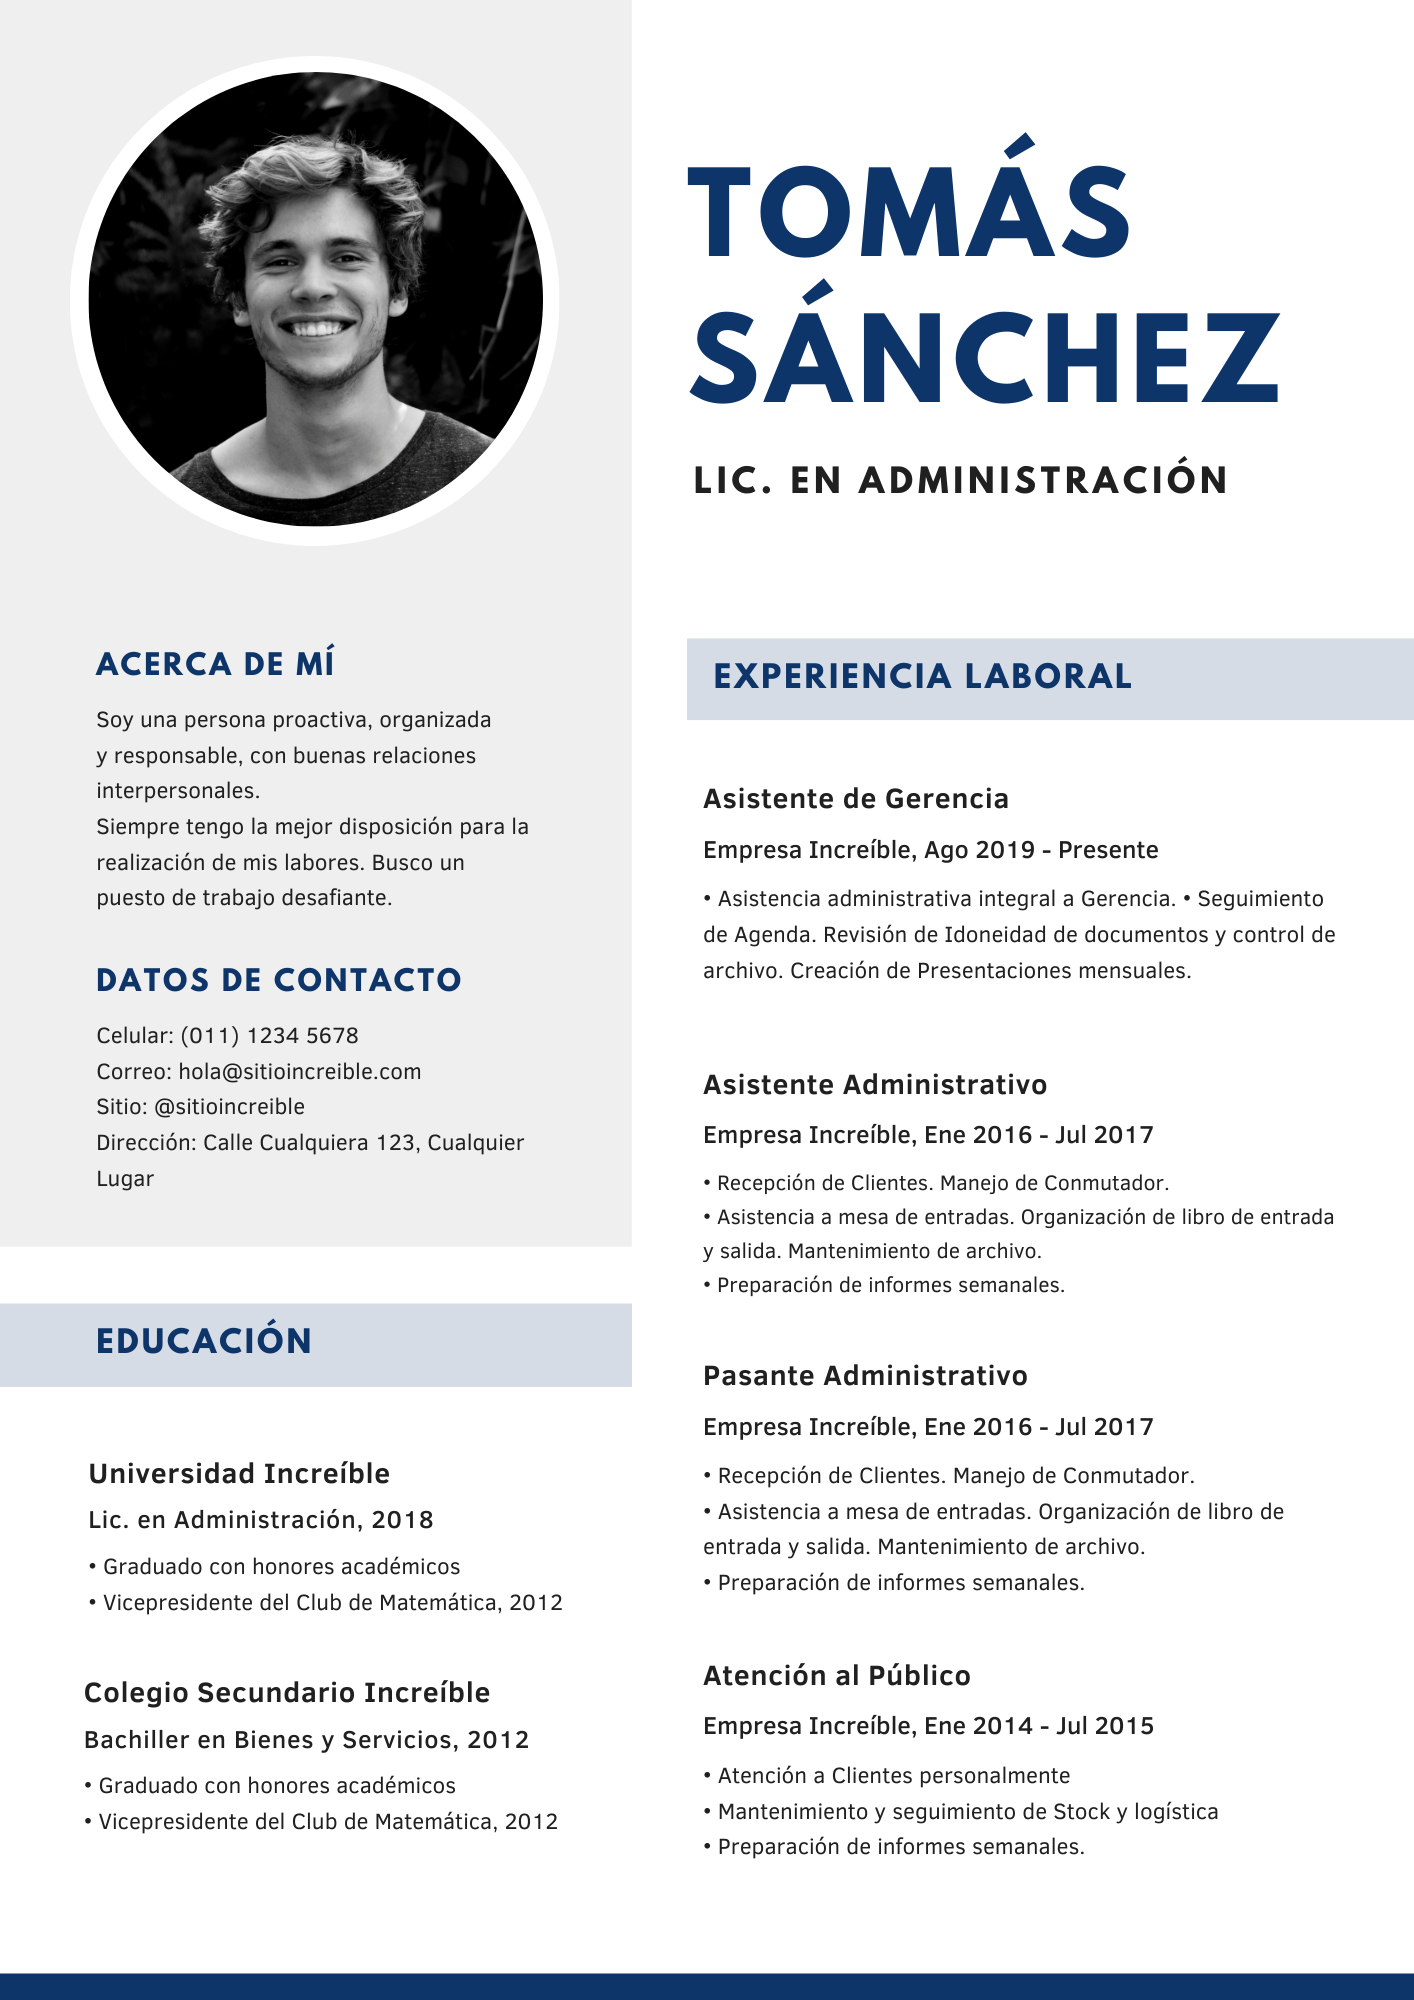 TOMÁS
SÁNCHEZ
LIC. EN ADMINISTRACIÓN
ACERCA DE MÍ
Soy una persona proactiva, organizada
y responsable, con buenas relaciones
interpersonales.
Siempre tengo la mejor disposición para la
realización de mis labores. Busco un
puesto de trabajo desafiante.
DATOS DE CONTACTO
Celular: (011) 1234 5678
Correo: hola@sitioincreible.com
Sitio: @sitioincreible
Dirección: Calle Cualquiera 123, Cualquier
Lugar
EDUCACIÓN
Universidad Increíble
Lic. en Administración, 2018
• Graduado con honores académicos
• Vicepresidente del Club de Matemática, 2012
Colegio Secundario Increíble
Bachiller en Bienes y Servicios, 2012
• Graduado con honores académicos
• Vicepresidente del Club de Matemática, 2012
EXPERIENCIA LABORAL
Asistente de Gerencia
Empresa Increíble, Ago 2019 - Presente
• Asistencia administrativa integral a Gerencia. • Seguimiento
de Agenda. Revisión de Idoneidad de documentos y control de
archivo. Creación de Presentaciones mensuales.
Asistente Administrativo
Empresa Increíble, Ene 2016 - Jul 2017
• Recepción de Clientes. Manejo de Conmutador.
• Asistencia a mesa de entradas. Organización de libro de entrada
y salida. Mantenimiento de archivo.
• Preparación de informes semanales.
Pasante Administrativo
Empresa Increíble, Ene 2016 - Jul 2017
• Recepción de Clientes. Manejo de Conmutador.
• Asistencia a mesa de entradas. Organización de libro de
entrada y salida. Mantenimiento de archivo.
• Preparación de informes semanales.
Atención al Público
Empresa Increíble, Ene 2014 - Jul 2015
• Atención a Clientes personalmente
• Mantenimiento y seguimiento de Stock y logística
• Preparación de informes semanales.